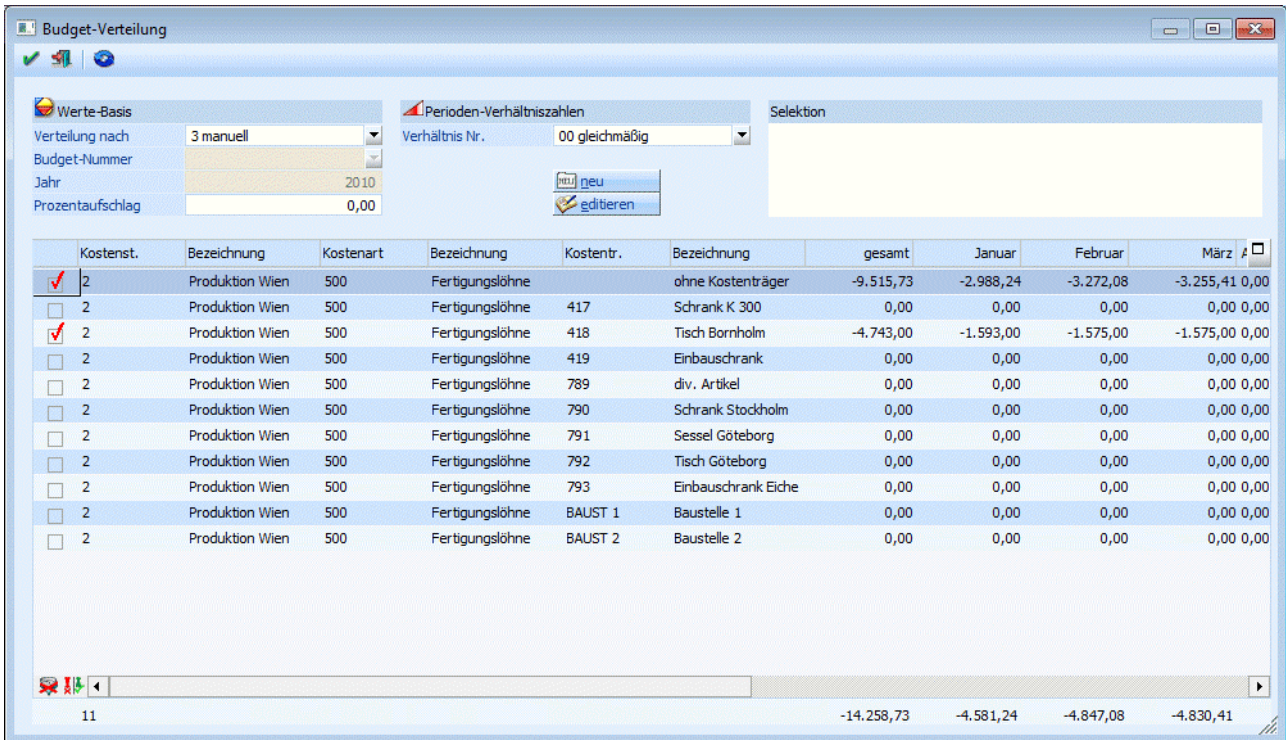 Budget-Verteilung
Werte-Basis Perioden-Verhältniszahlen Selektion
Verteilung nach 3 manuell Verhältnis Nr. 00 gleichmäßig
Budget-Nummer
Jahr 2010 neu
Prozentaufschlag 0,00 editieren
Kostenst. Bezeichnung Kostenart Bezeichnung Kostentr. Bezeichnung gesamt Januar Februar März A
2 Produktion Wien 500 Fertigungslöhne ohne Kostenträger -9.515,73 -2.988,24 -3.272,08 -3.255,41 0,00
2 Produktion Wien 500 Fertigungslöhne 417 Schrank K 300 0,00 0,00 0,00 0,00 0,00
2 Produktion Wien 500 Fertigungslöhne 418 Tisch Bornholm -4.743,00 -1.593,00 -1.575,00 -1.575,00 0,00
2 Produktion Wien 500 Fertigungslöhne 419 Einbauschrank 0,00 0,00 0,00 0,00 0,00
2 Produktion Wien 500 Fertigungslöhne 789 div. Artikel 0,00 0,00 0,00 0,00 0,00
2 Produktion Wien 500 Fertigungslöhne 790 Schrank Stockholm 0,00 0,00 0,00 0,00 0,00
2 Produktion Wien 500 Fertigungslöhne 791 Sessel Göteborg 0,00 0,00 0,00 0,00 0,00
2 Produktion Wien 500 Fertigungslöhne 792 Tisch Göteborg 0,00 0,00 0,00 0,00 0,00
2 Produktion Wien 500 Fertigungslöhne 793 Einbauschrank Eiche 0,00 0,00 0,00 0,00 0,00
2 Produktion Wien 500 Fertigungslöhne BAUST 1 Baustelle 1 0,00 0,00 0,00 0,00 0,00
2 Produktion Wien 500 Fertigungslöhne BAUST 2 Baustelle 2 0,00 0,00 0,00 0,00 0,00
11 -14.258,73 -4.581,24 -4.847,08 -4.830,41